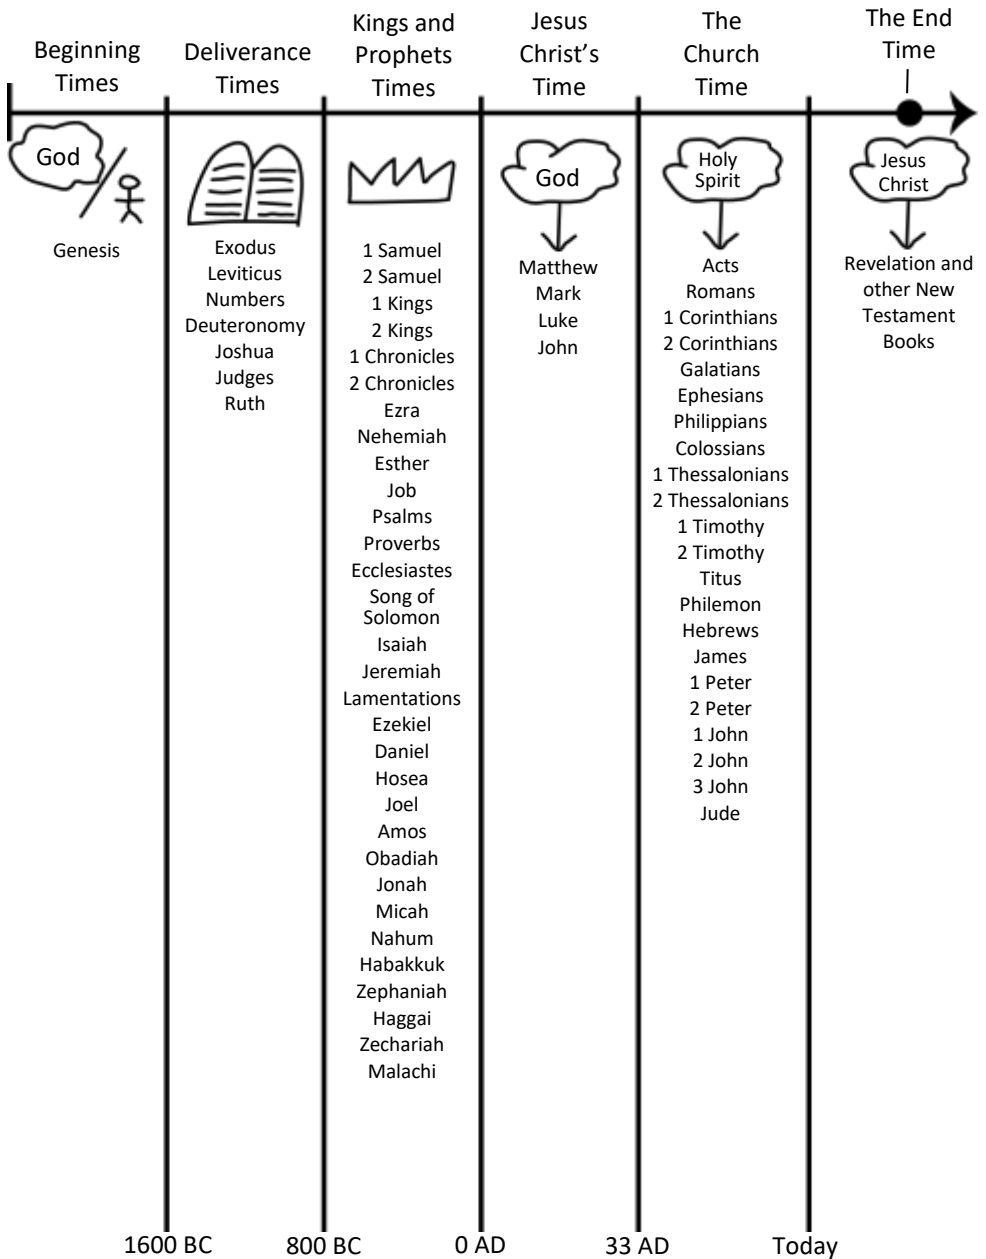 Beginning
Times
Deliverance
Times
Kings and
Prophets
Times
Jesus
Christ's
Time
The
Church
Time
The End
Time
God
Genesis
Exodus
Leviticus
Numbers
Deuteronomy
Joshua
Judges
Ruth
1 Samuel
2 Samuel
1 Kings
2 Kings
1 Chronicles
2 Chronicles
Ezra
Nehemiah
Esther
Job
Psalms
Proverbs
Ecclesiastes
Song of
Solomon
Isaiah
Jeremiah
Lamentations
Ezekiel
Daniel
Hosea
Joel
Amos
Obadiah
Jonah
Micah
Nahum
Habakkuk
Zephaniah
Haggai
Zechariah
Malachi
God
Matthew
Mark
Luke
John
Holy
Spirit
Acts
Romans
1 Corinthians
2 Corinthians
Galatians
Ephesians
Philippians
Colossians
1 Thessalonians
2 Thessalonians
1 Timothy
2 Timothy
Titus
Philemon
Hebrews
James
1 Peter
2 Peter
1 John
2 John
3 John
Jude
Jesus
Christ
Revelation and
other New
Testament
Books
1600 BC
800 BC
0 AD
33 AD
Today